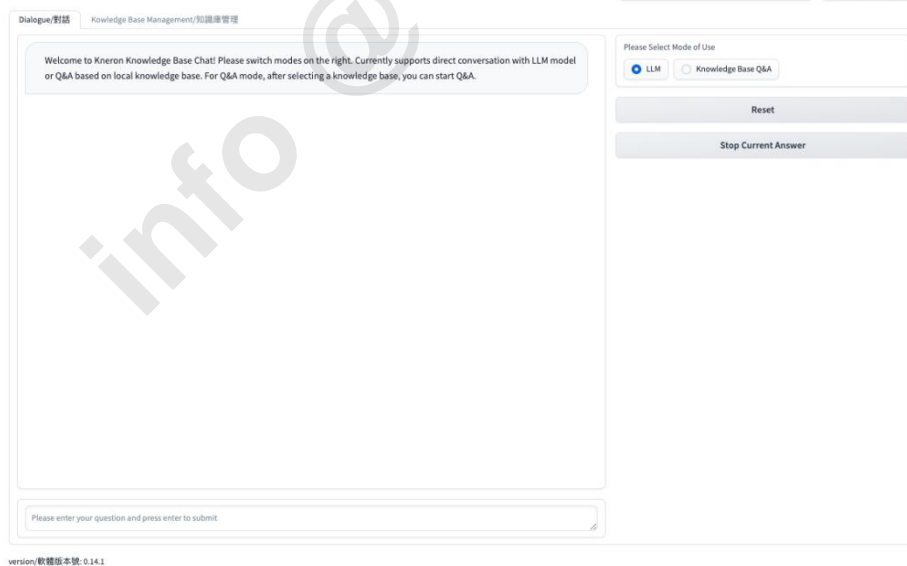 Dialogue/對話
Kowledge Base Management/知識庫管理
Welcome to Kneron Knowledge Base Chat! Please switch modes on the right. Currently supports direct conversation with LLM model
or Q&A based on local knowledge base. For Q&A mode, after selecting a knowledge base, you can start Q&A.
Please Select Mode of Use
LLM
Knowledge Base Q&A
Reset
Stop Current Answer
info @
Please enter your question and press enter to submit
version/軟體版本號: 0.14.1